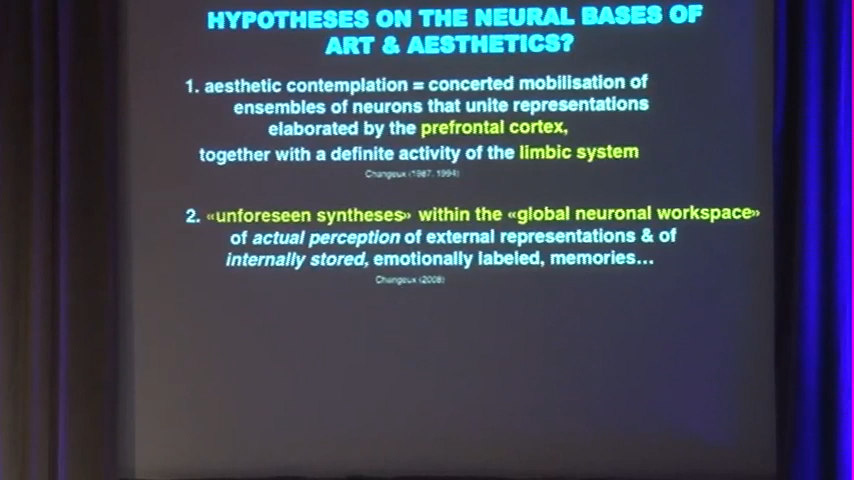 HYPOTHESES ON THE NEURAL BASES OF
ART & AESTHETICS?
1. aesthetic contemplation = concerted mobilisation of
ensembles of neurons that unite representations
elaborated by the prefrontal cortex,
together with a definite activity of the limbic system
Changeux (1987, 1994)
2. «unforeseen syntheses» within the «global neuronal workspace»
of actual perception of external representations & of
internally stored, emotionally labeled, memories...
Changeux (2008)